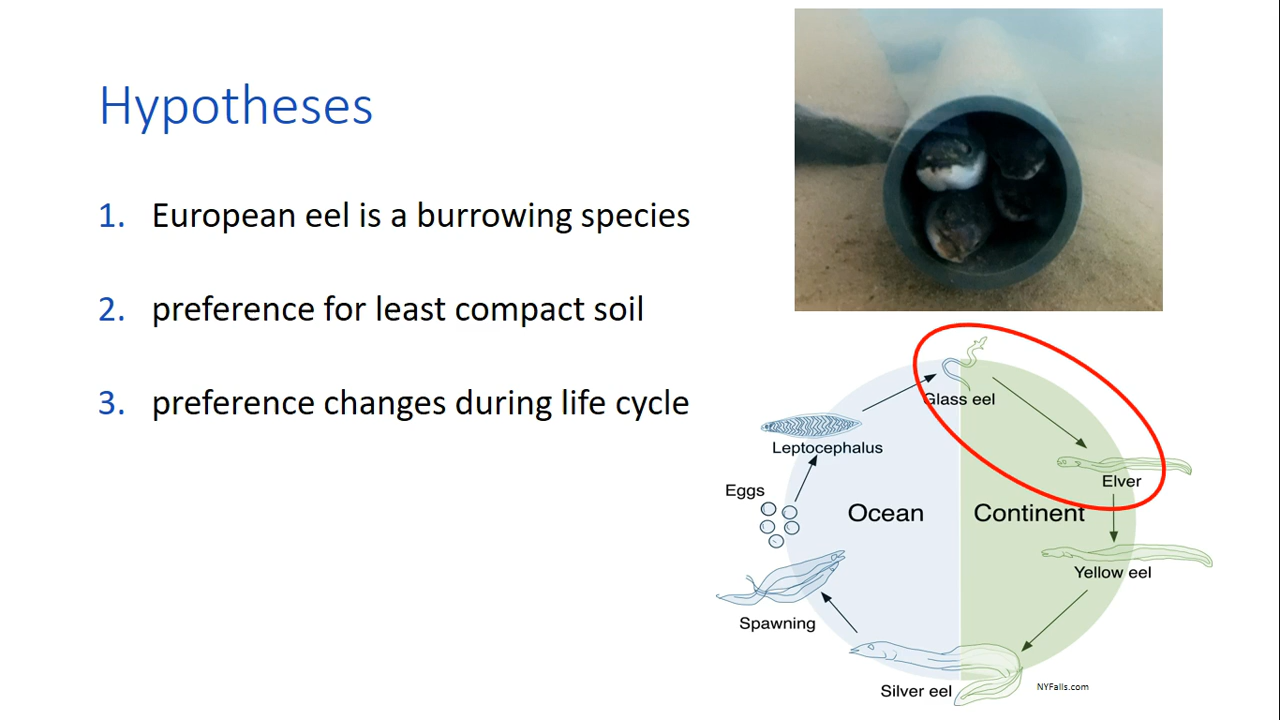 Hypotheses
1. European eel is a burrowing species
2. preference for least compact soil
3. preference changes during life cycle
Glass eel
Leptocephalus
Elver
Eggs
Ocean
Continent
Yellow eel
Spawning
Silver eel
NYFalls.com